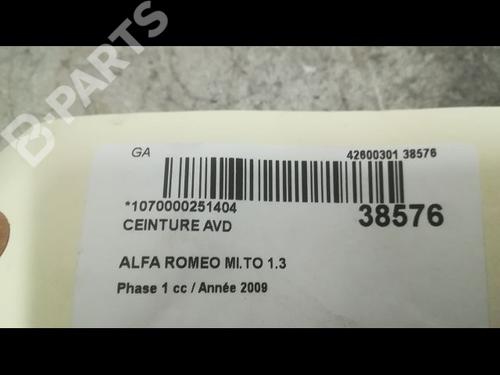 B-PARTS
GA
42600301 38576
*1070000251404
38576
CEINTURE AVD
ALFA ROMEO MI.TO 1.3
Phase 1 cc / Année 2009